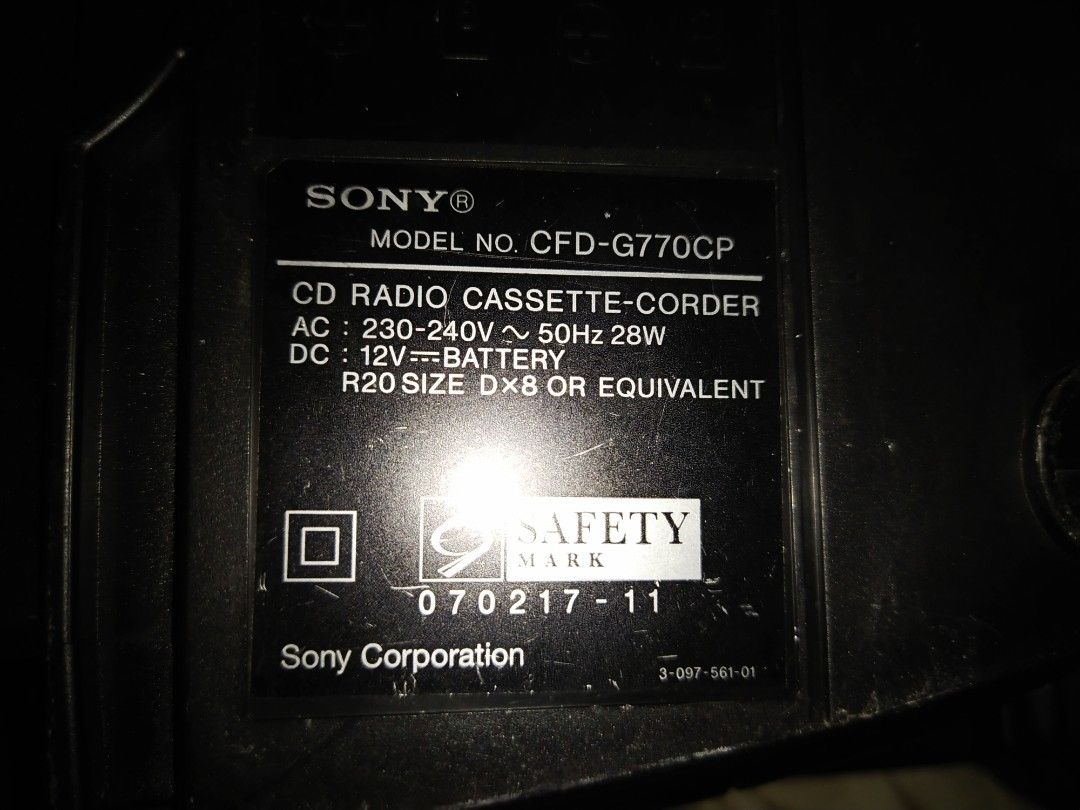 SONY®
MODEL NO. CFD-G770CP
CD RADIO CASSETTE-CORDER
AC : 230-240V ～ 50Hz 28W
DC : 12V⎓BATTERY
R20 SIZE D×8 OR EQUIVALENT
SAFETY
MARK
070217-11
Sony Corporation
3-097-561-01